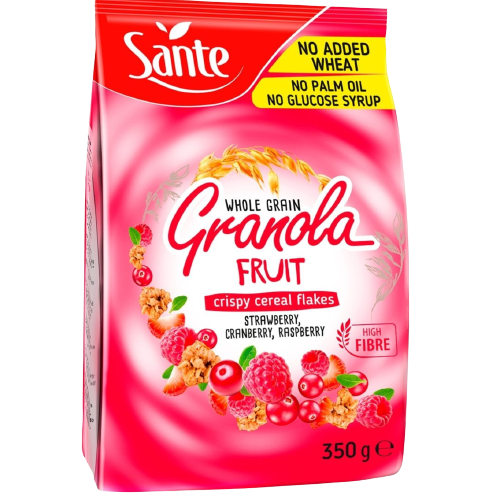 Sante
NO ADDED
WHEAT
NO PALM OIL
NO GLUCOSE SYRUP
WHOLE GRAIN
Granola
FRUIT
crispy cereal flakes
STRAWBERRY,
CRANBERRY, RASPBERRY
HIGH
FIBRE
350 g e